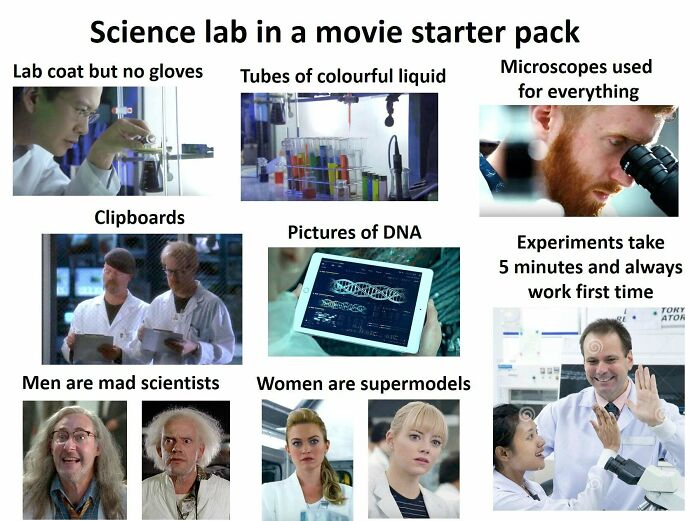 Science lab in a movie starter pack
Lab coat but no gloves
Tubes of colourful liquid
Microscopes used
for everything
Clipboards
Pictures of DNA
Experiments take
5 minutes and always
work first time
TORY
ATOR
Men are mad scientists
Women are supermodels